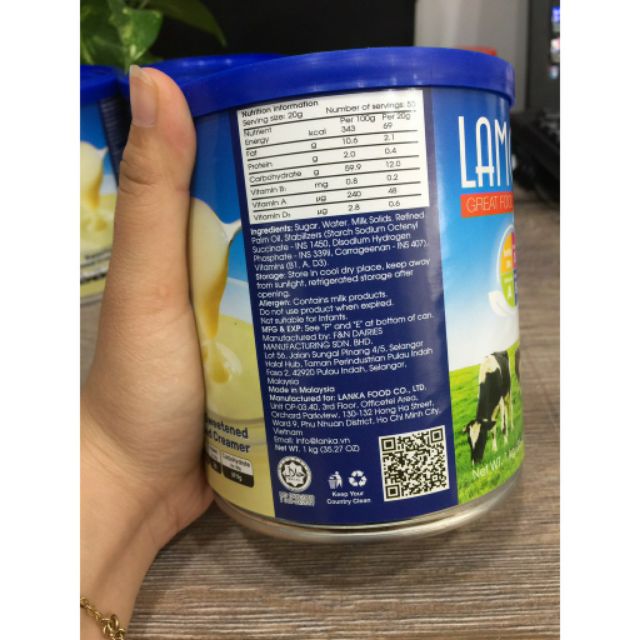 Nutrition Information
Serving size: 20g Number of servings: 50
Nutrient Per 100g Per 20g
Energy kcal 343 69
Fat g 10.6 2.1
Protein g 2.0 0.4
Carbohydrate g 59.9 12.0
Vitamin B₁ mg 0.8 0.2
Vitamin A µg 240 48
Vitamin D₃ µg 2.8 0.6
Ingredients: Sugar, Water, Milk Solids, Refined
Palm Oil, Stabilizers (Starch Sodium Octenyl
Succinate - INS 1450, Disodium Hydrogen
Phosphate - INS 339ii, Carrageenan - INS 407),
Vitamins (B1, A, D3).
Storage: Store in cool dry place, keep away
from sunlight, refrigerated storage after
opening.
Allergen: Contains milk products.
Do not use product when expired.
Not suitable for Infants.
MFG & EXP: See "P" and "E" at bottom of can.
Manufactured by: F&N DAIRIES
MANUFACTURING SDN. BHD.
Lot 56, Jalan Sungai Pinang 4/5, Selangor
Halal Hub, Taman Perindustrian Pulau Indah
Fasa 2, 42920 Pulau Indah, Selangor,
Malaysia
Made in Malaysia
Manufactured for: LANKA FOOD CO., LTD.
Unit OP-03.40, 3rd Floor, Officetel Area,
Orchard Parkview, 130-132 Hong Ha Street,
Ward 9, Phu Nhuan District, Ho Chi Minh City,
Vietnam
Email: info@lanka.vn
Net WT. 1 kg (35.27 OZ)
Keep Your
Country Clean
LAM
GREAT FOO
Net WT. 1
weetened
d Creamer
Carbohydrate